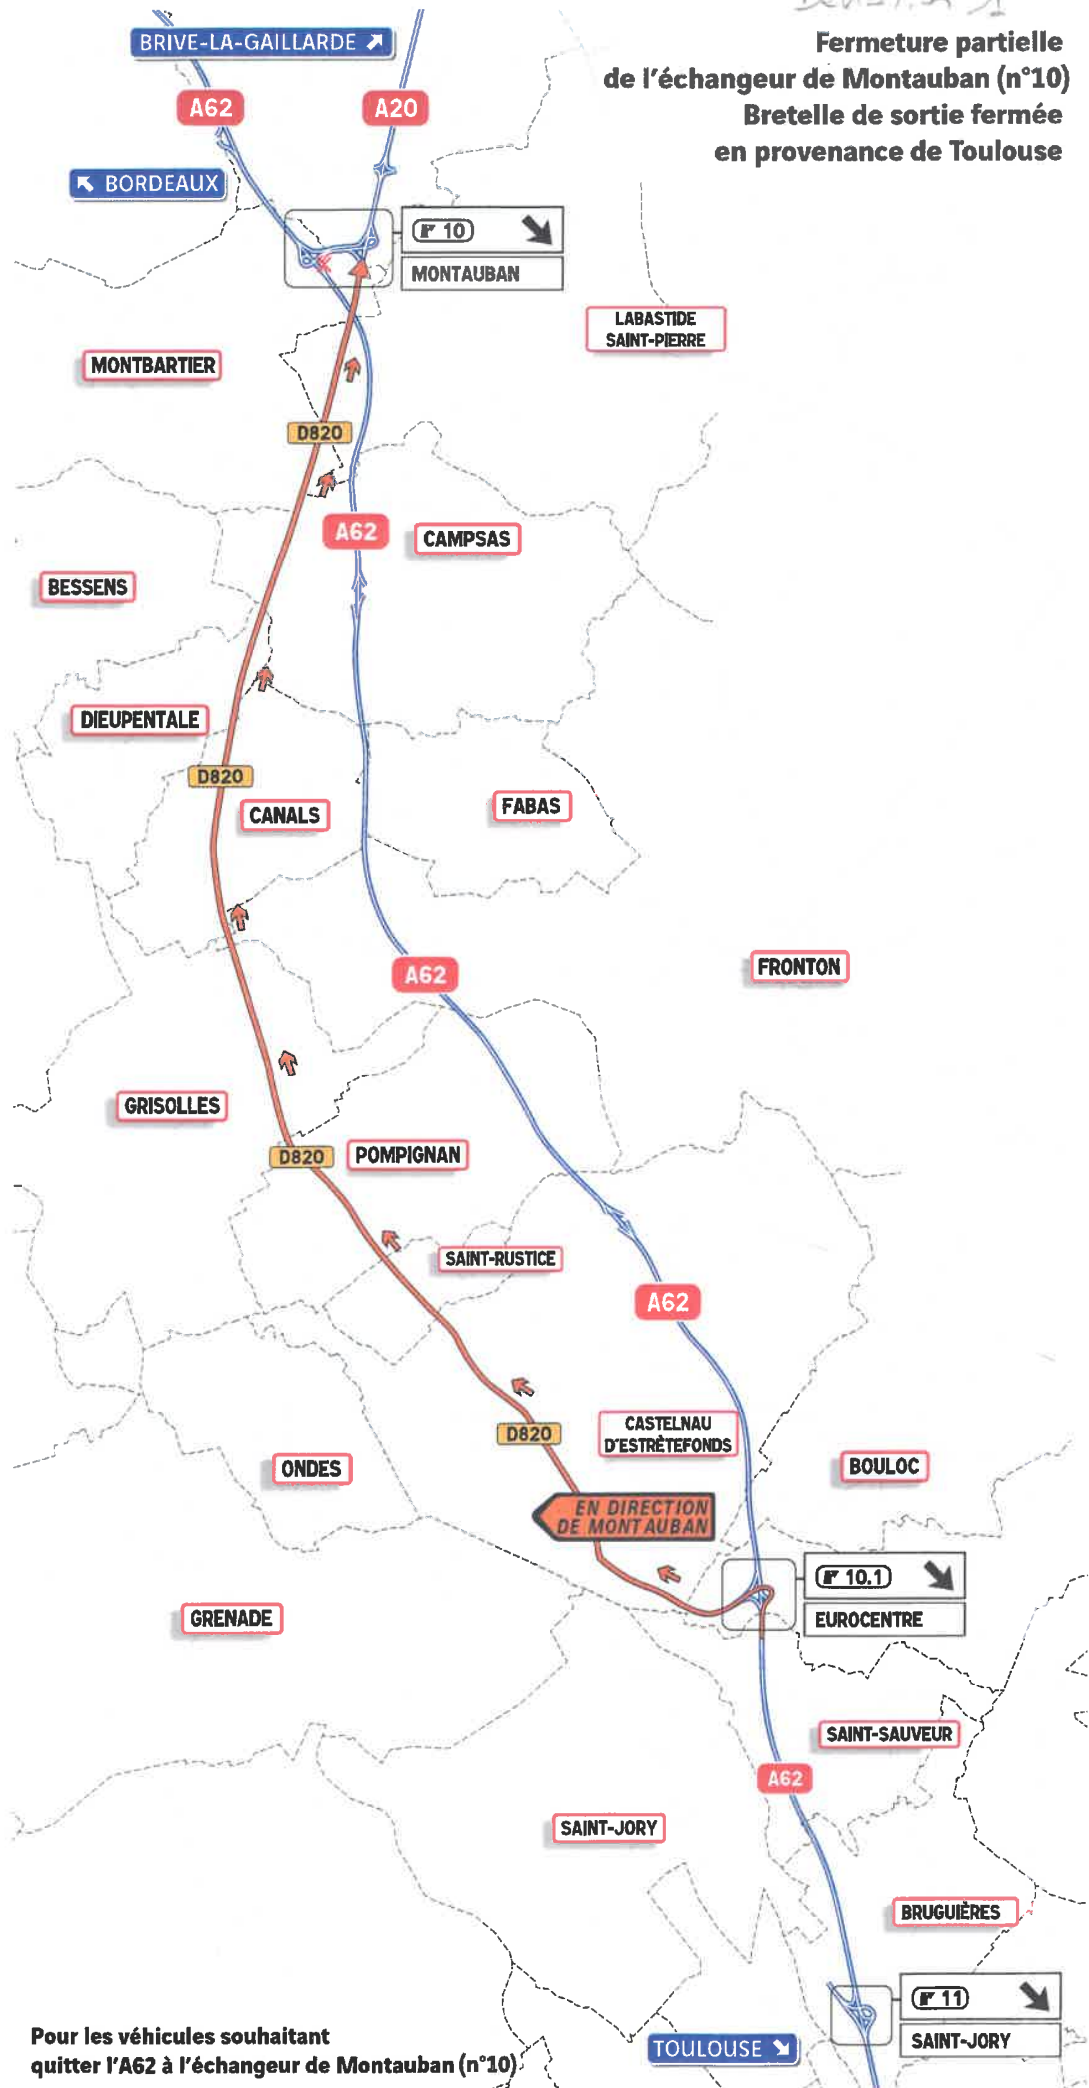 Fermeture partielle
de l'échangeur de Montauban (n°10)
Bretelle de sortie fermée
en provenance de Toulouse
BRIVE-LA-GAILLARDE
A62
A20
BORDEAUX
10
MONTAUBAN
LABASTIDE
SAINT-PIERRE
MONTBARTIER
D820
A62
CAMPSAS
BESSENS
DIEUPENTALE
D820
CANALS
FABAS
A62
FRONTON
GRISOLLES
D820
POMPIGNAN
SAINT-RUSTICE
A62
D820
CASTELNAU
D'ESTRÈTEFONDS
ONDES
BOULOC
EN DIRECTION
DE MONTAUBAN
10.1
EUROCENTRE
GRENADE
SAINT-SAUVEUR
A62
SAINT-JORY
BRUGUIÈRES
11
SAINT-JORY
TOULOUSE
Pour les véhicules souhaitant
quitter l'A62 à l'échangeur de Montauban (n°10)